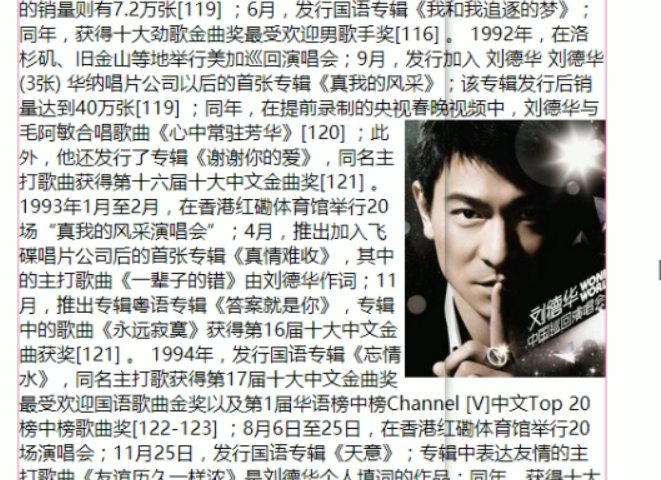 的销量则有7.2万张[119] ；6月，发行国语专辑《我和我追逐的梦》；
同年，获得十大劲歌金曲奖最受欢迎男歌手奖[116] 。 1992年，在洛
杉矶、旧金山等地举行美加巡回演唱会；9月，发行加入 刘德华 刘德华
(3张) 华纳唱片公司以后的首张专辑《真我的风采》；该专辑发行后销
量达到40万张[119] ；同年，在提前录制的央视春晚视频中，刘德华与
毛阿敏合唱歌曲《心中常驻芳华》[120] ；此
外，他还发行了专辑《谢谢你的爱》，同名主
打歌曲获得第十六届十大中文金曲奖[121] 。
1993年1月至2月，在香港红磡体育馆举行20
场“真我的风采演唱会”；4月，推出加入飞
碟唱片公司后的首张专辑《真情难收》，其中
的主打歌曲《一辈子的错》由刘德华作词；11
月，推出专辑粤语专辑《答案就是你》，专辑
中的歌曲《永远寂寞》获得第16届十大中文金
曲获奖[121] 。 1994年，发行国语专辑《忘情
水》，同名主打歌获得第17届十大中文金曲奖
最受欢迎国语歌曲金奖以及第1届华语榜中榜Channel [V]中文Top 20
榜中榜歌曲奖[122-123] ；8月6日至25日，在香港红磡体育馆举行20
场演唱会；11月25日，发行国语专辑《天意》；专辑中表达友情的主
打歌曲《友谊历久一样浓》是刘德华个人填词的作品；同年，获得十大
刘德华
WOND
WORL
中国巡回演唱会